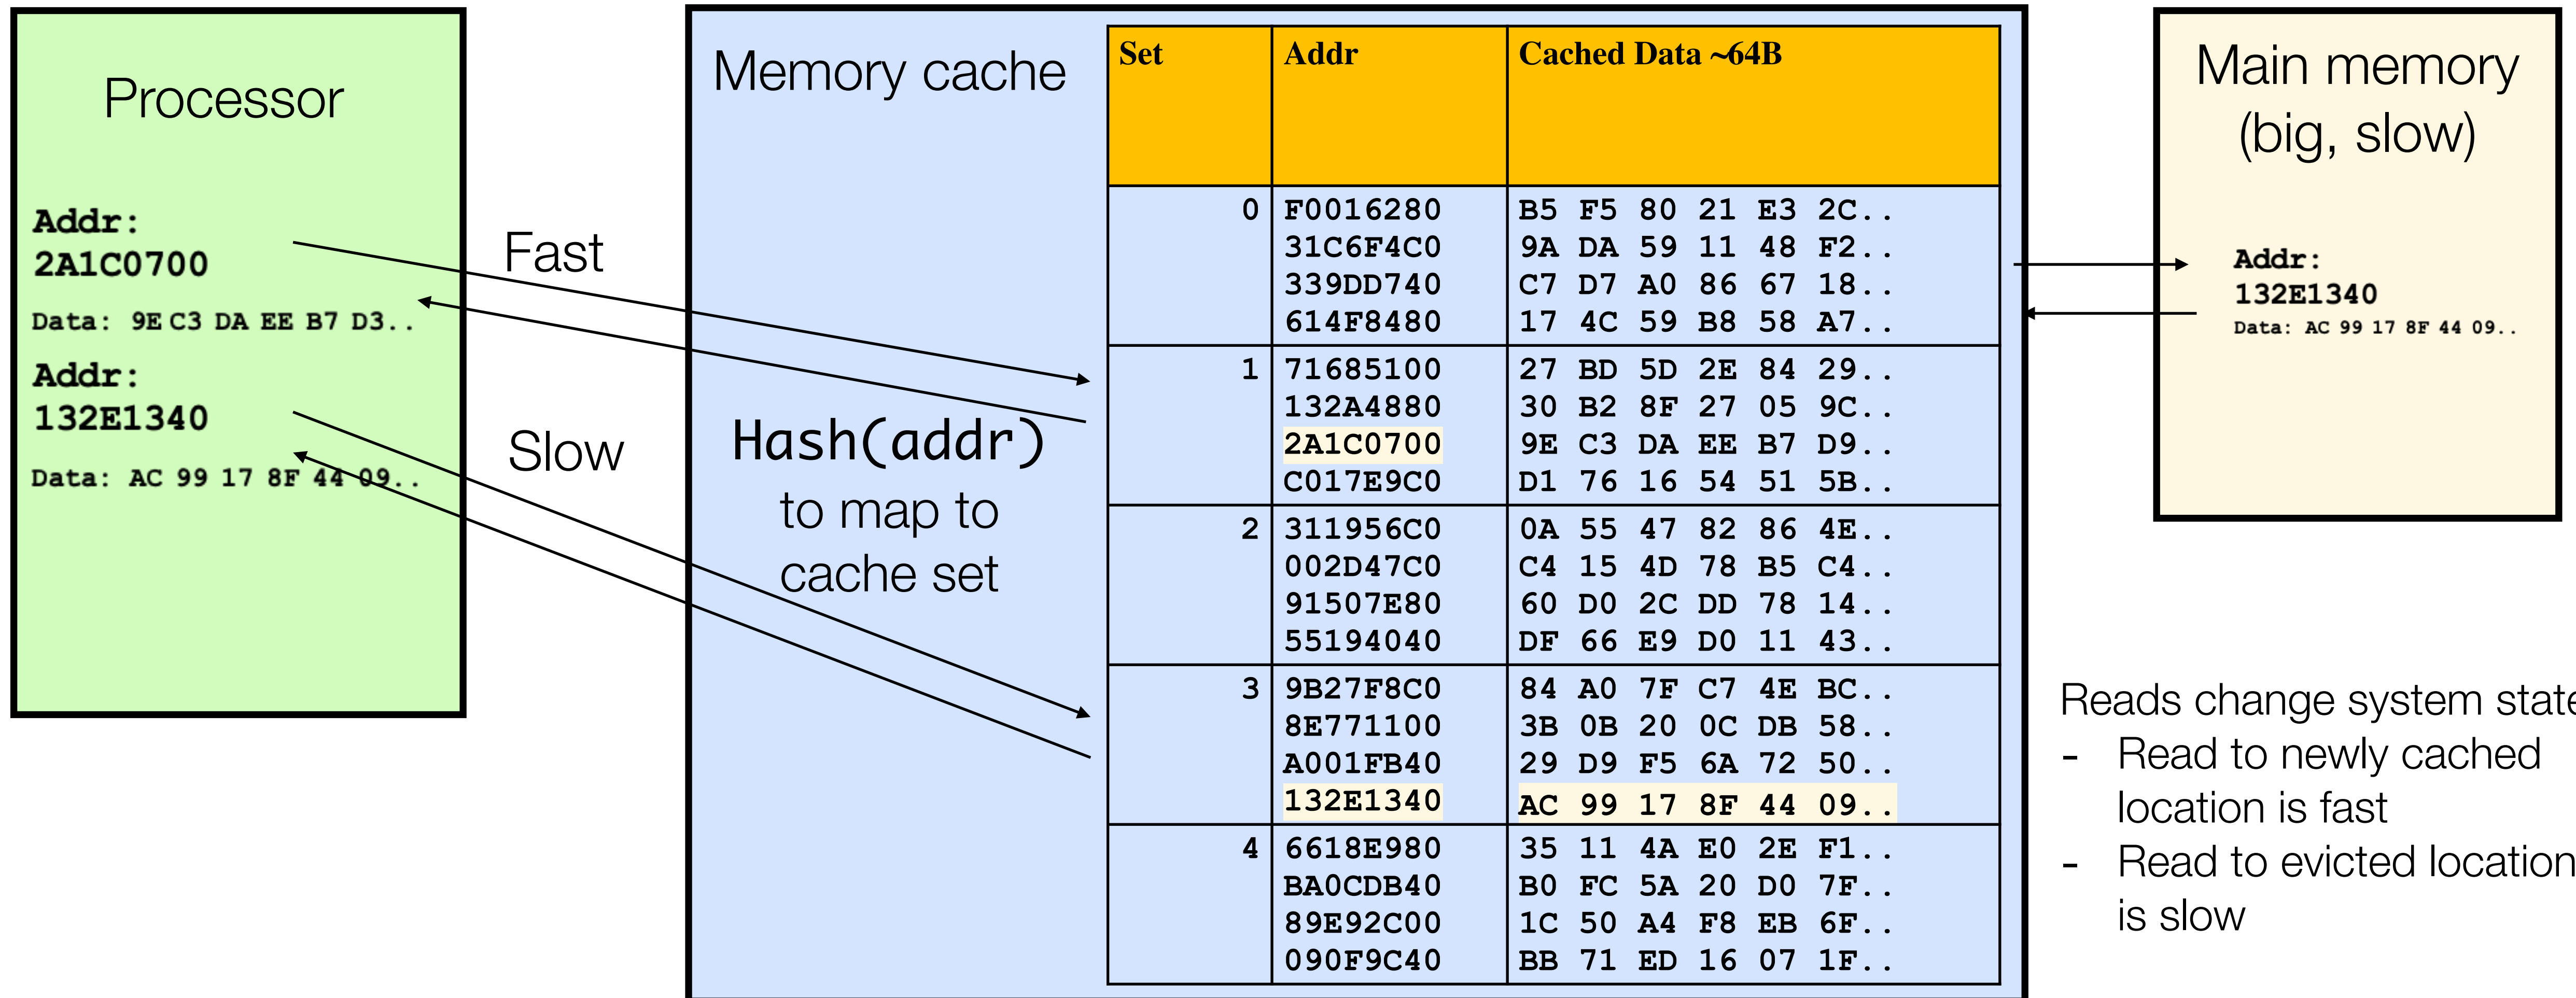 Processor
Addr:
2A1C0700
Data: 9E C3 DA EE B7 D3..
Addr:
132E1340
Data: AC 99 17 8F 44 09..
Fast
Slow
Memory cache
Hash(addr)
to map to
cache set
Set Addr Cached Data ~64B
0 F0016280 B5 F5 80 21 E3 2C..
31C6F4C0 9A DA 59 11 48 F2..
339DD740 C7 D7 A0 86 67 18..
614F8480 17 4C 59 B8 58 A7..
1 71685100 27 BD 5D 2E 84 29..
132A4880 30 B2 8F 27 05 9C..
2A1C0700 9E C3 DA EE B7 D9..
C017E9C0 D1 76 16 54 51 5B..
2 311956C0 0A 55 47 82 86 4E..
002D47C0 C4 15 4D 78 B5 C4..
91507E80 60 D0 2C DD 78 14..
55194040 DF 66 E9 D0 11 43..
3 9B27F8C0 84 A0 7F C7 4E BC..
8E771100 3B 0B 20 0C DB 58..
A001FB40 29 D9 F5 6A 72 50..
132E1340 AC 99 17 8F 44 09..
4 6618E980 35 11 4A E0 2E F1..
BA0CDB40 B0 FC 5A 20 D0 7F..
89E92C00 1C 50 A4 F8 EB 6F..
090F9C40 BB 71 ED 16 07 1F..
Main memory
(big, slow)
Addr:
132E1340
Data: AC 99 17 8F 44 09..
Reads change system state
- Read to newly cached
location is fast
- Read to evicted location
is slow